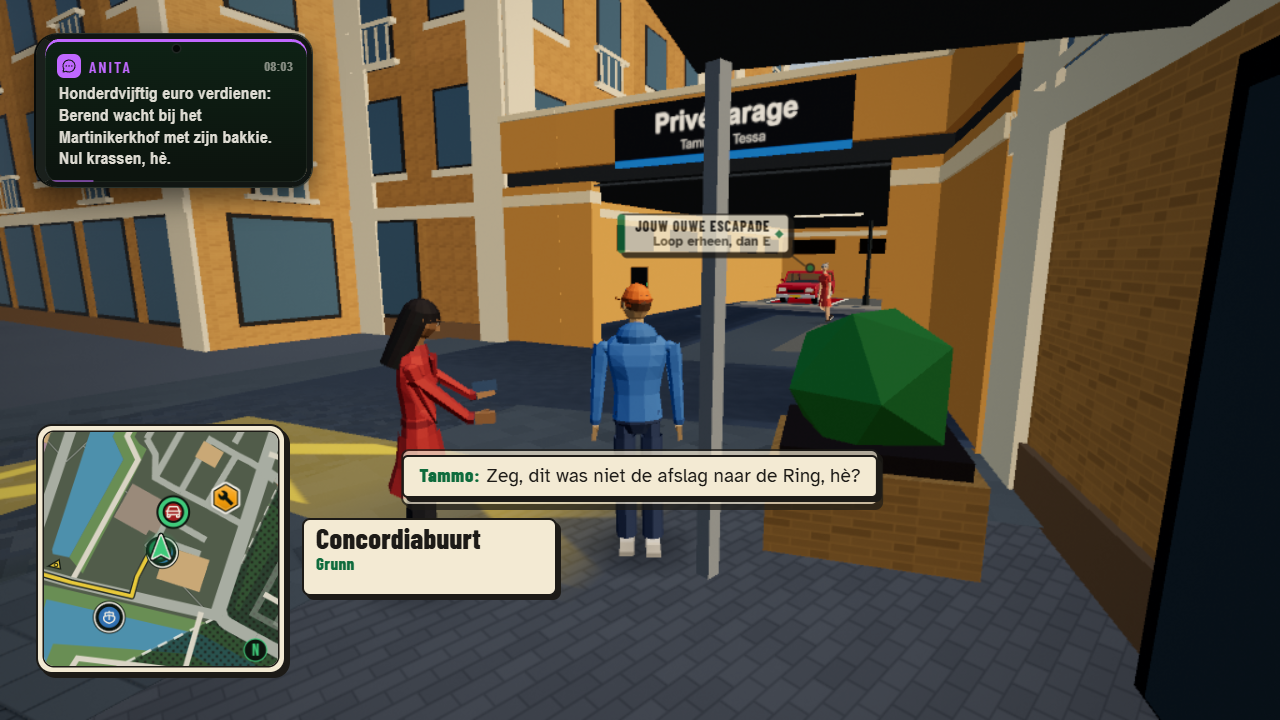 ANITA
08:03
Honderdvijftig euro verdienen:
Berend wacht bij het
Martinikerkhof met zijn bakkie.
Nul krassen, hè.
Tessa
JOUW OUWE ESCAPADE
Loop erheen, dan E
Tammo: Zeg, dit was niet de afslag naar de Ring, hè?
Concordiabuurt
Grunn
N